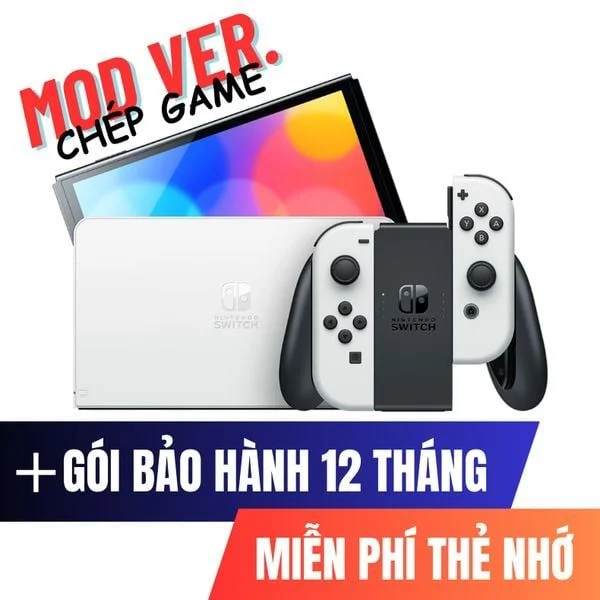 MOD VER.
CHÉP GAME
NINTENDO
SWITCH
X
Y
A
B
NINTENDO
SWITCH
+ GÓI BẢO HÀNH 12 THÁNG
MIỄN PHÍ THẺ NHỚ